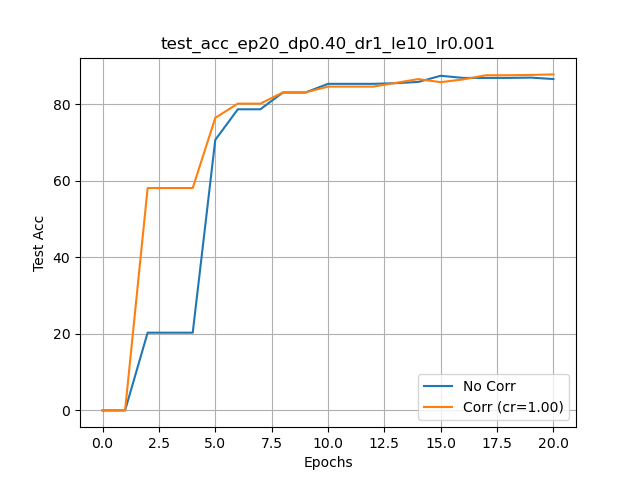 test_acc_ep20_dp0.40_dr1_le10_lr0.001
80
60
40
20
0
Test Acc
0.0 2.5 5.0 7.5 10.0 12.5 15.0 17.5 20.0
Epochs
No Corr
Corr (cr=1.00)